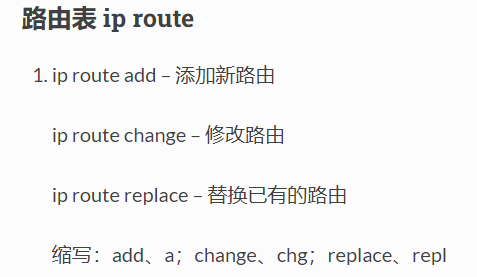 路由表 ip route
1. ip route add – 添加新路由
ip route change – 修改路由
ip route replace – 替换已有的路由
缩写：add、a；change、chg；replace、repl